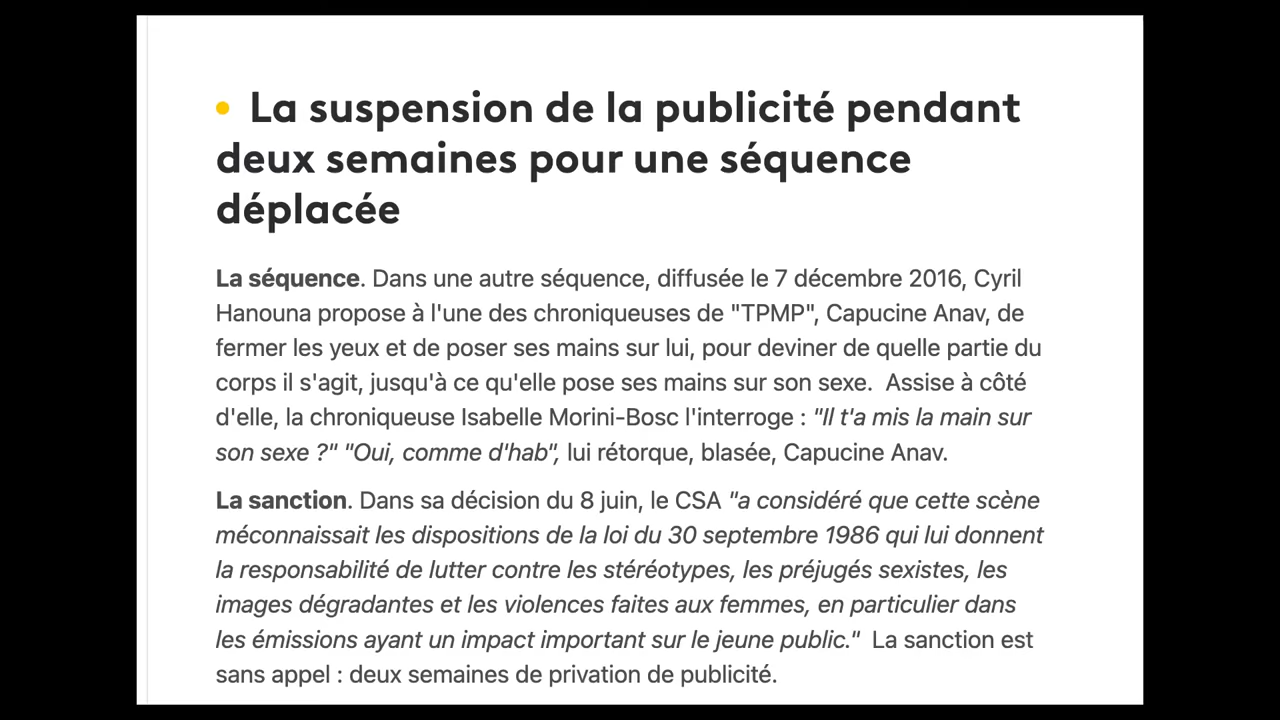 • La suspension de la publicité pendant
deux semaines pour une séquence
déplacée
La séquence. Dans une autre séquence, diffusée le 7 décembre 2016, Cyril
Hanouna propose à l'une des chroniqueuses de "TPMP", Capucine Anav, de
fermer les yeux et de poser ses mains sur lui, pour deviner de quelle partie du
corps il s'agit, jusqu'à ce qu'elle pose ses mains sur son sexe.  Assise à côté
d'elle, la chroniqueuse Isabelle Morini-Bosc l'interroge : "Il t'a mis la main sur
son sexe ?" "Oui, comme d'hab", lui rétorque, blasée, Capucine Anav.
La sanction. Dans sa décision du 8 juin, le CSA "a considéré que cette scène
méconnaissait les dispositions de la loi du 30 septembre 1986 qui lui donnent
la responsabilité de lutter contre les stéréotypes, les préjugés sexistes, les
images dégradantes et les violences faites aux femmes, en particulier dans
les émissions ayant un impact important sur le jeune public."  La sanction est
sans appel : deux semaines de privation de publicité.